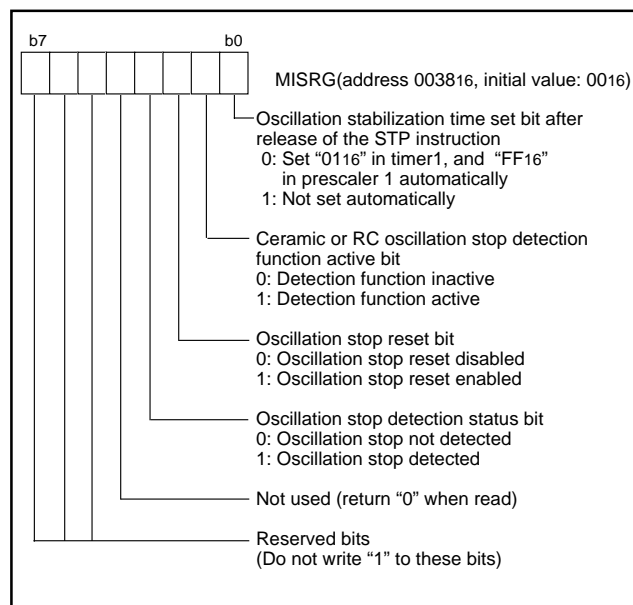 b7 b0
MISRG(address 003816, initial value: 0016)
Oscillation stabilization time set bit after
release of the STP instruction
0: Set “0116” in timer1, and “FF16”
in prescaler 1 automatically
1: Not set automatically
Ceramic or RC oscillation stop detection
function active bit
0: Detection function inactive
1: Detection function active
Oscillation stop reset bit
0: Oscillation stop reset disabled
1: Oscillation stop reset enabled
Oscillation stop detection status bit
0: Oscillation stop not detected
1: Oscillation stop detected
Not used (return “0” when read)
Reserved bits
(Do not write “1” to these bits)